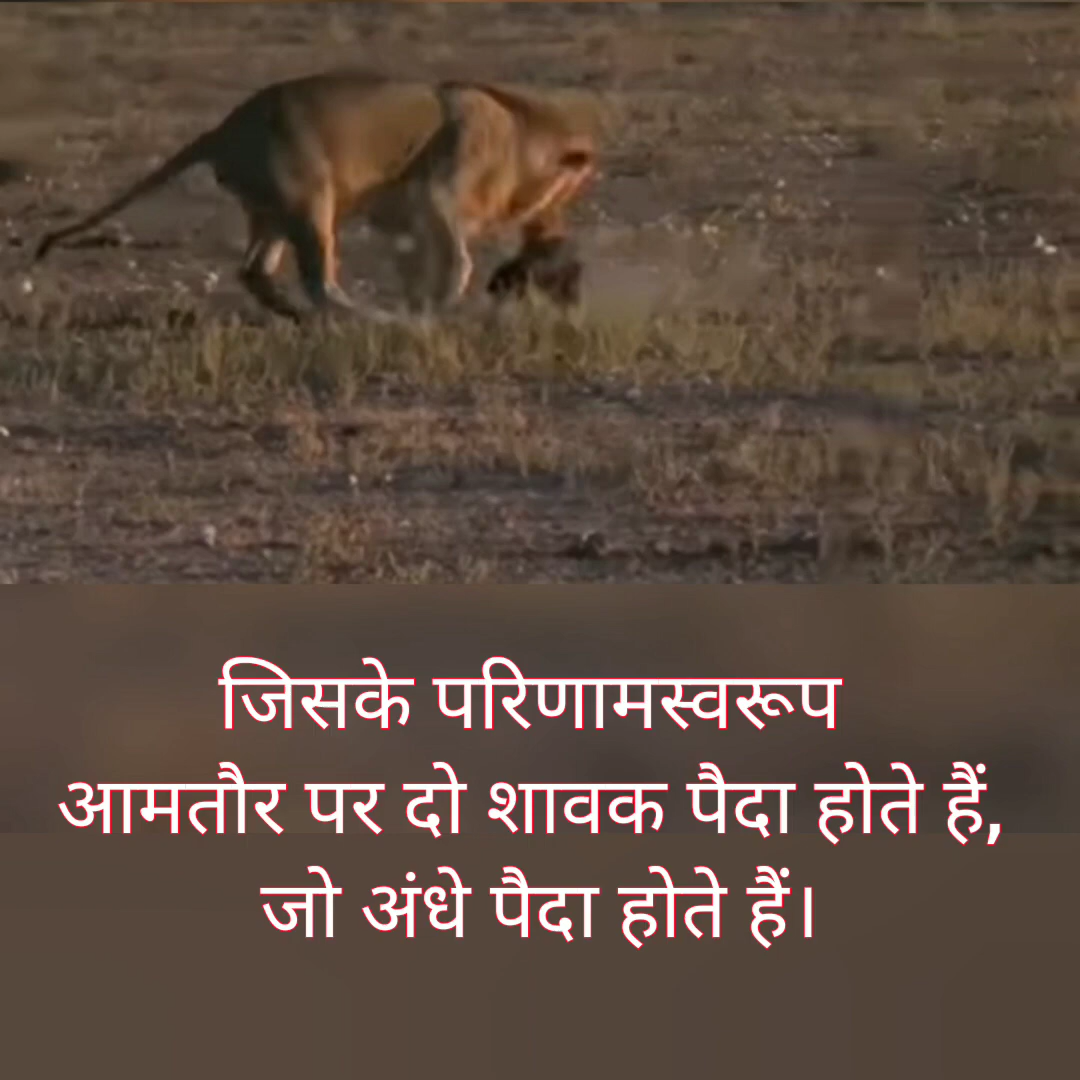 जिसके परिणामस्वरूप
आमतौर पर दो शावक पैदा होते हैं,
जो अंधे पैदा होते हैं।